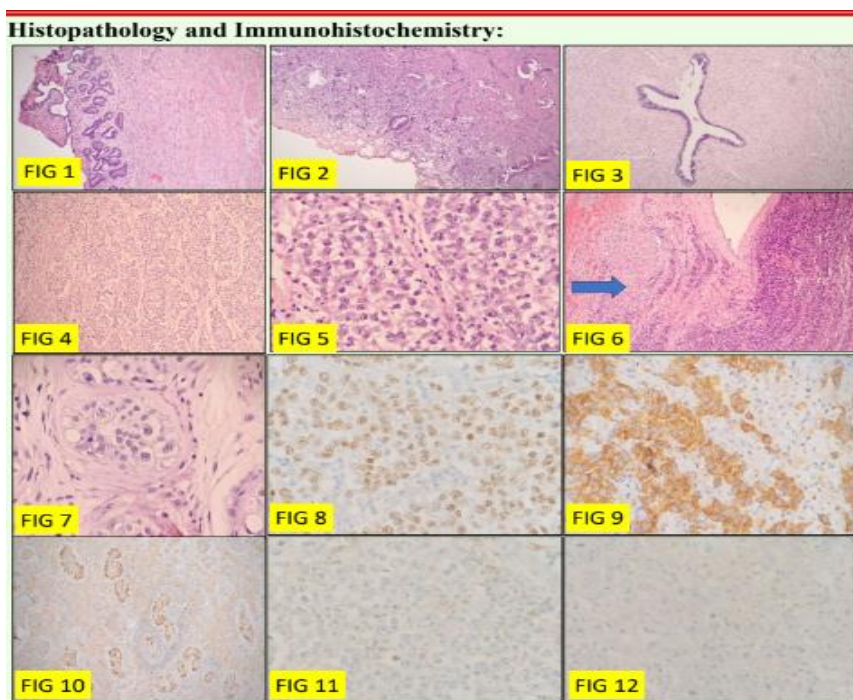 Histopathology and Immunohistochemistry:
FIG 1
FIG 2
FIG 3
FIG 4
FIG 5
FIG 6
FIG 7
FIG 8
FIG 9
FIG 10
FIG 11
FIG 12